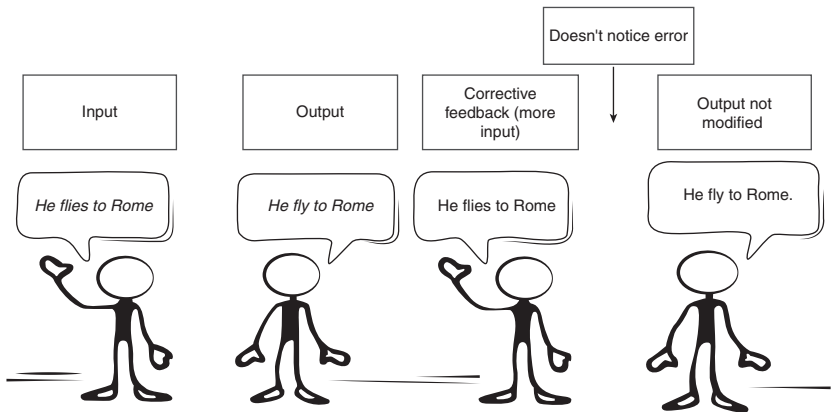 Doesn't notice error
Input
Output
Corrective
feedback (more
input)
Output not
modified
He flies to Rome
He fly to Rome
He flies to Rome
He fly to Rome.